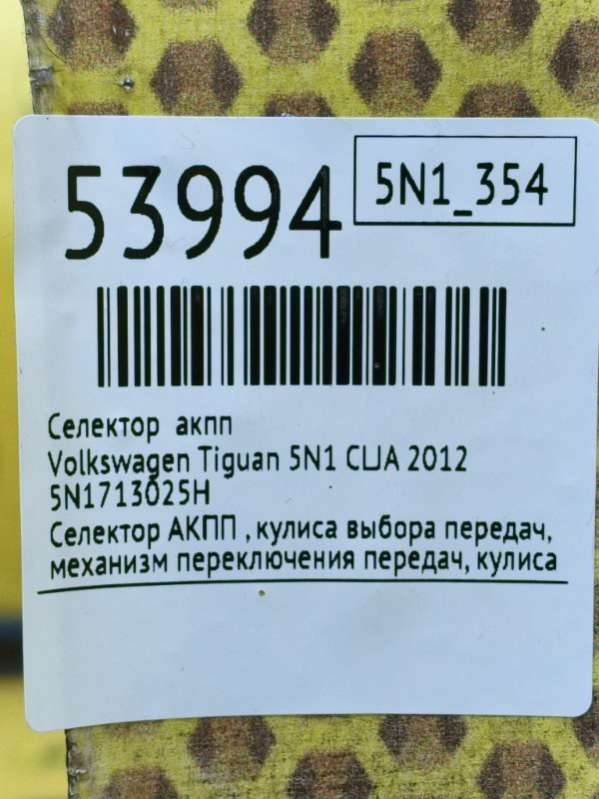 53994
5N1_354
Селектор акпп
Volkswagen Tiguan 5N1 CLJA 2012
5N1713025H
Селектор АКПП , кулиса выбора передач,
механизм переключения передач, кулиса